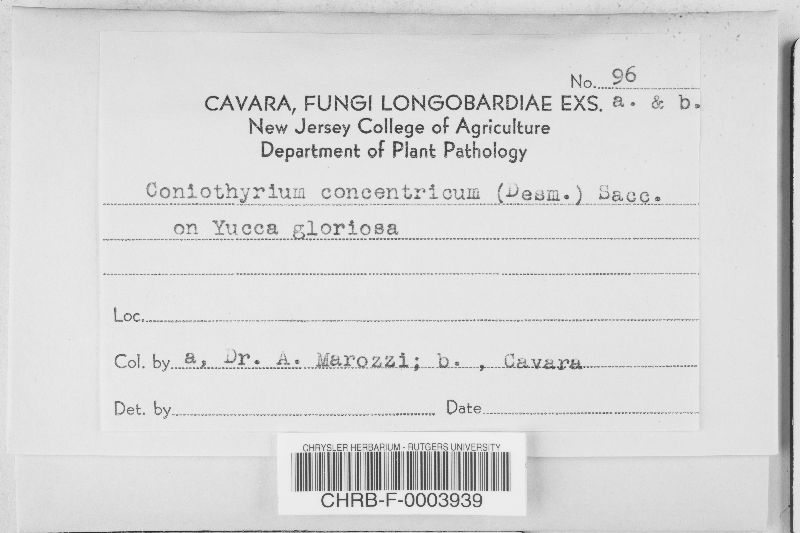 No. 96
CAVARA, FUNGI LONGOBARDIAE EXS. a. & b.
New Jersey College of Agriculture
Department of Plant Pathology
Coniothyrium concentricum (Desm.) Sacc.
on Yucca gloriosa
Loc.
Col. by a, Dr. A. Marozzi; b. , Cavara
Det. by Date
CHRYSLER HERBARIUM - RUTGERS UNIVERSITY
CHRB-F-0003939